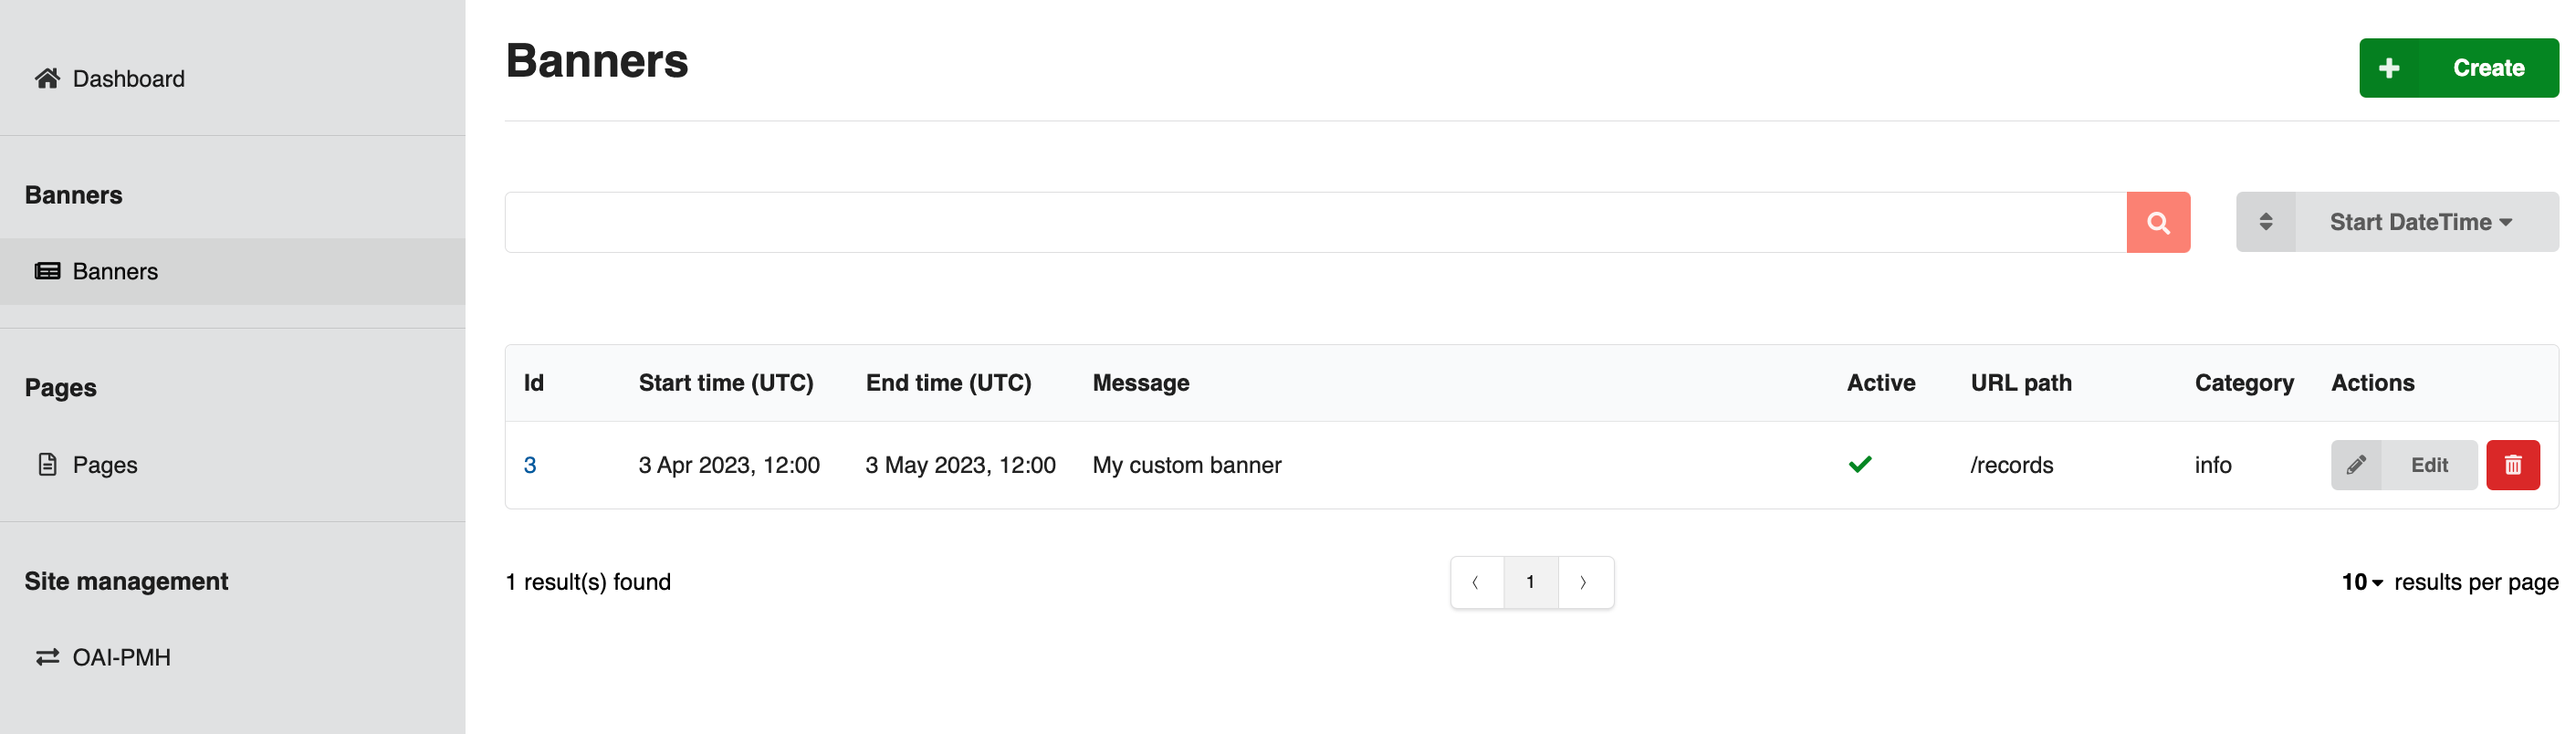 Dashboard
Banners
Banners
Pages
Pages
Site management
OAI-PMH
Banners
Create
Start DateTime
Id Start time (UTC) End time (UTC) Message Active URL path Category Actions
3 3 Apr 2023, 12:00 3 May 2023, 12:00 My custom banner /records info Edit
1 result(s) found
1
10 results per page